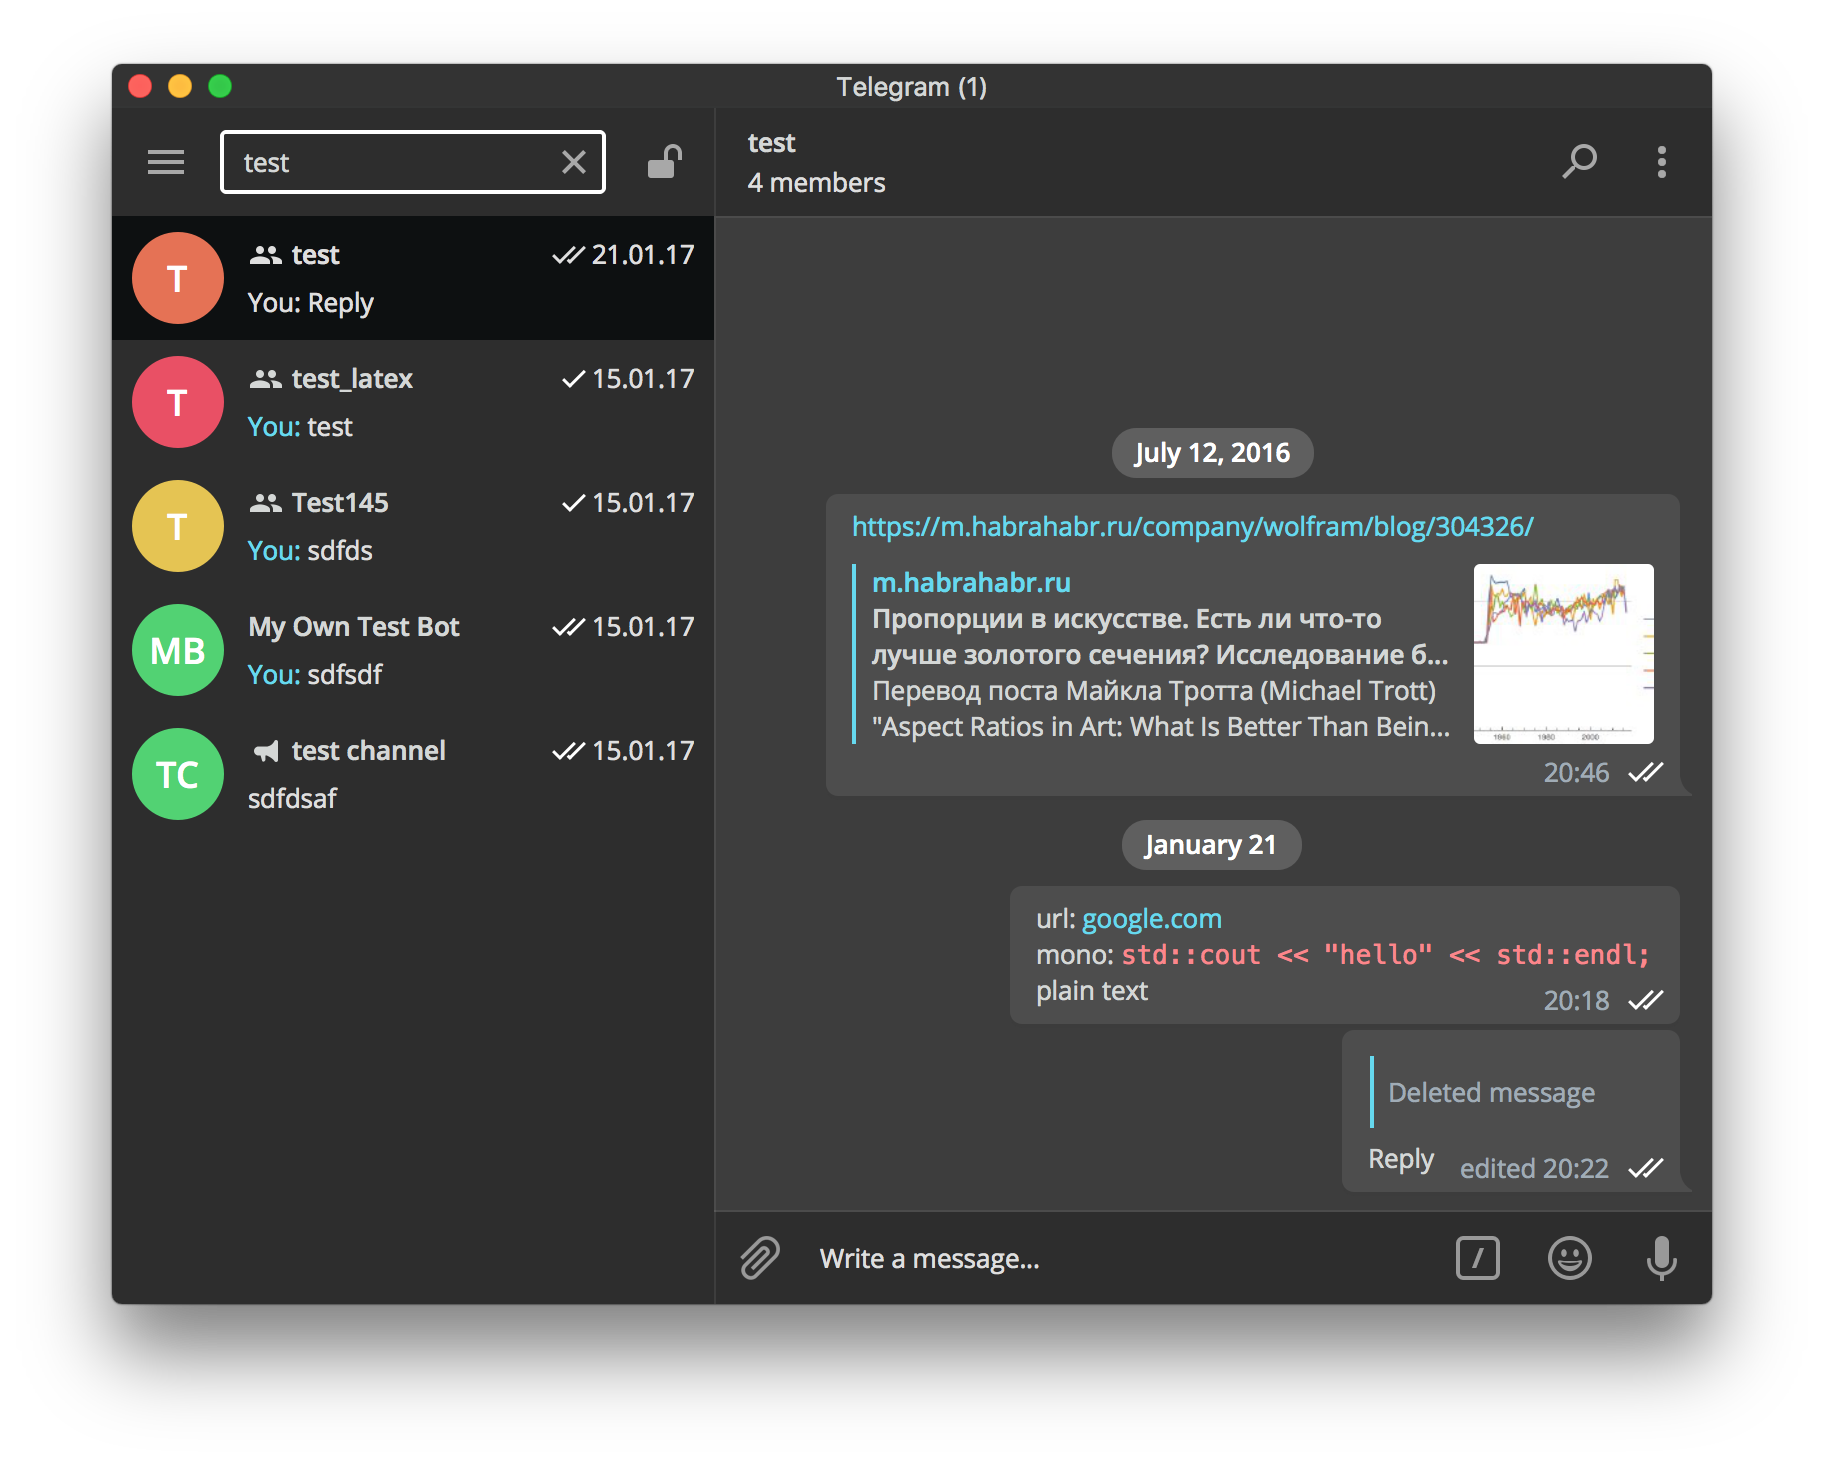 Telegram (1)
test
T
test
21.01.17
You: Reply
T
test_latex
15.01.17
You: test
T
Test145
15.01.17
You: sdfds
MB
My Own Test Bot
15.01.17
You: sdfsdf
TC
test channel
15.01.17
sdfdsaf
test
4 members
July 12, 2016
https://m.habrahabr.ru/company/wolfram/blog/304326/
m.habrahabr.ru
Пропорции в искусстве. Есть ли что-то
лучше золотого сечения? Исследование б...
Перевод поста Майкла Тротта (Michael Trott)
"Aspect Ratios in Art: What Is Better Than Bein...
1960 1980 2000
20:46
January 21
url: google.com
mono: std::cout << "hello" << std::endl;
plain text
20:18
Deleted message
Reply
edited 20:22
Write a message...
/